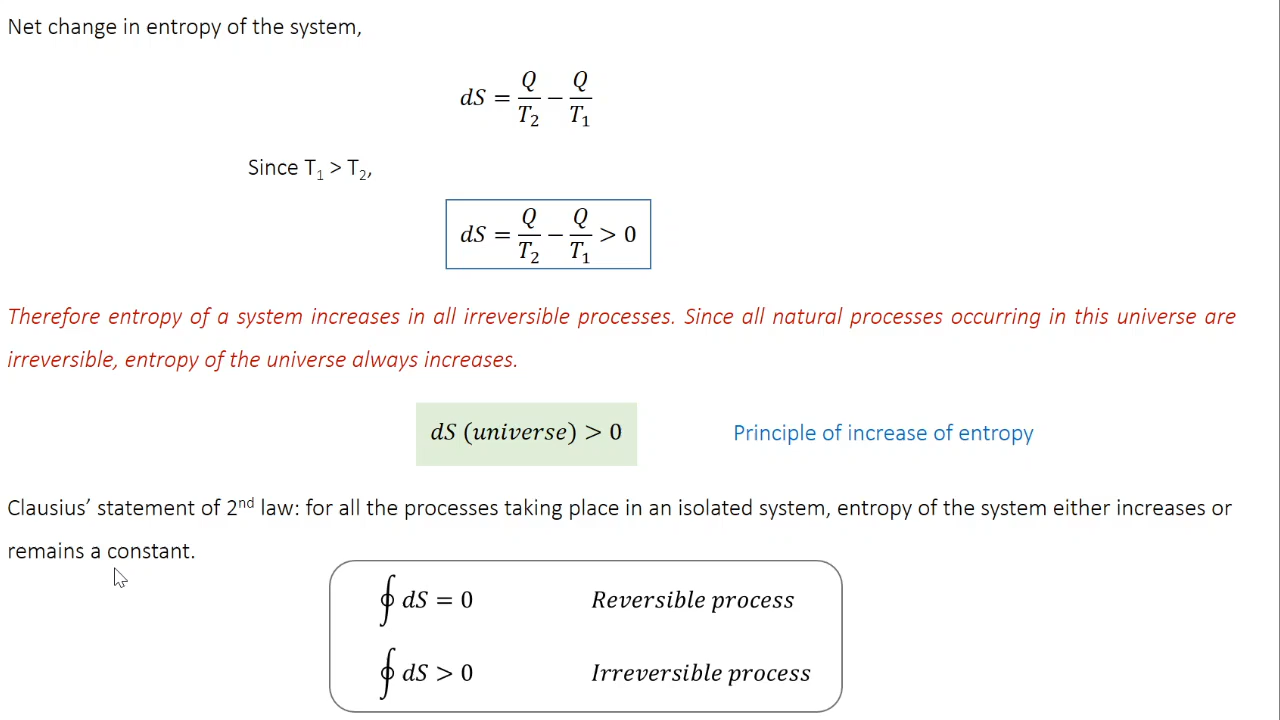 Net change in entropy of the system,
dS = Q/T₂ − Q/T₁
Since T₁ > T₂,
dS = Q/T₂ − Q/T₁ > 0
Therefore entropy of a system increases in all irreversible processes. Since all natural processes occurring in this universe are
irreversible, entropy of the universe always increases.
dS (universe) > 0 Principle of increase of entropy
Clausius’ statement of 2ⁿᵈ law: for all the processes taking place in an isolated system, entropy of the system either increases or
remains a constant.
∮ dS = 0 Reversible process
∮ dS > 0 Irreversible process